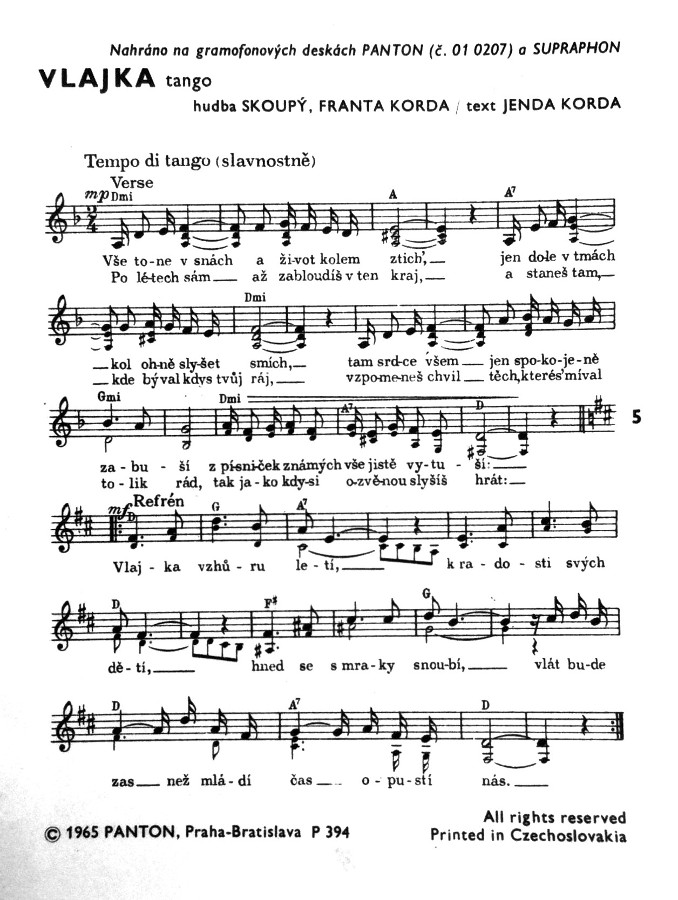 Nahráno na gramofonových deskách PANTON (č. 01 0207) a SUPRAPHON
VLAJKA tango
hudba SKOUPÝ, FRANTA KORDA / text JENDA KORDA
Tempo di tango (slavnostně)
Verse
mp Dmi A A7
2/4
Vše to-ne v snách a ži-vot kolem ztich', jen dole v tmách
Po lé-tech sám až zabloudíš v ten kraj, a staneš tam,
Dmi
kol oh-ně sly-šet smích, tam srd-ce všem jen spo-ko-je-ně
kde býval kdys tvůj ráj, vzpo-me-neš chvil těch, kterés' míval
Gmi Dmi A7 D
5
za-bu-ší z písniček známých vše jistě vy-tu-ší:
to-lik rád, tak ja-ko kdy-si o-zvě-nou slyšíš hrát:
Refrén
mf D G A7
Vlaj-ka vzhů-ru le-tí, k ra-do-sti svých
D F# G
dě-tí, hned se s mra-ky snou-bí, vlát bu-de
D A7 D
zas než mlá-dí čas o-pu-stí nás.
© 1965 PANTON, Praha-Bratislava P 394
All rights reserved
Printed in Czechoslovakia